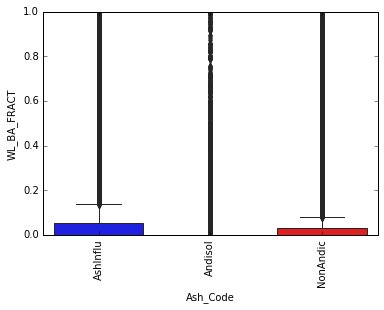 1.0
0.8
0.6
0.4
0.2
0.0
WL_BA_FRACT
AshInflu
Andisol
NonAndic
Ash_Code